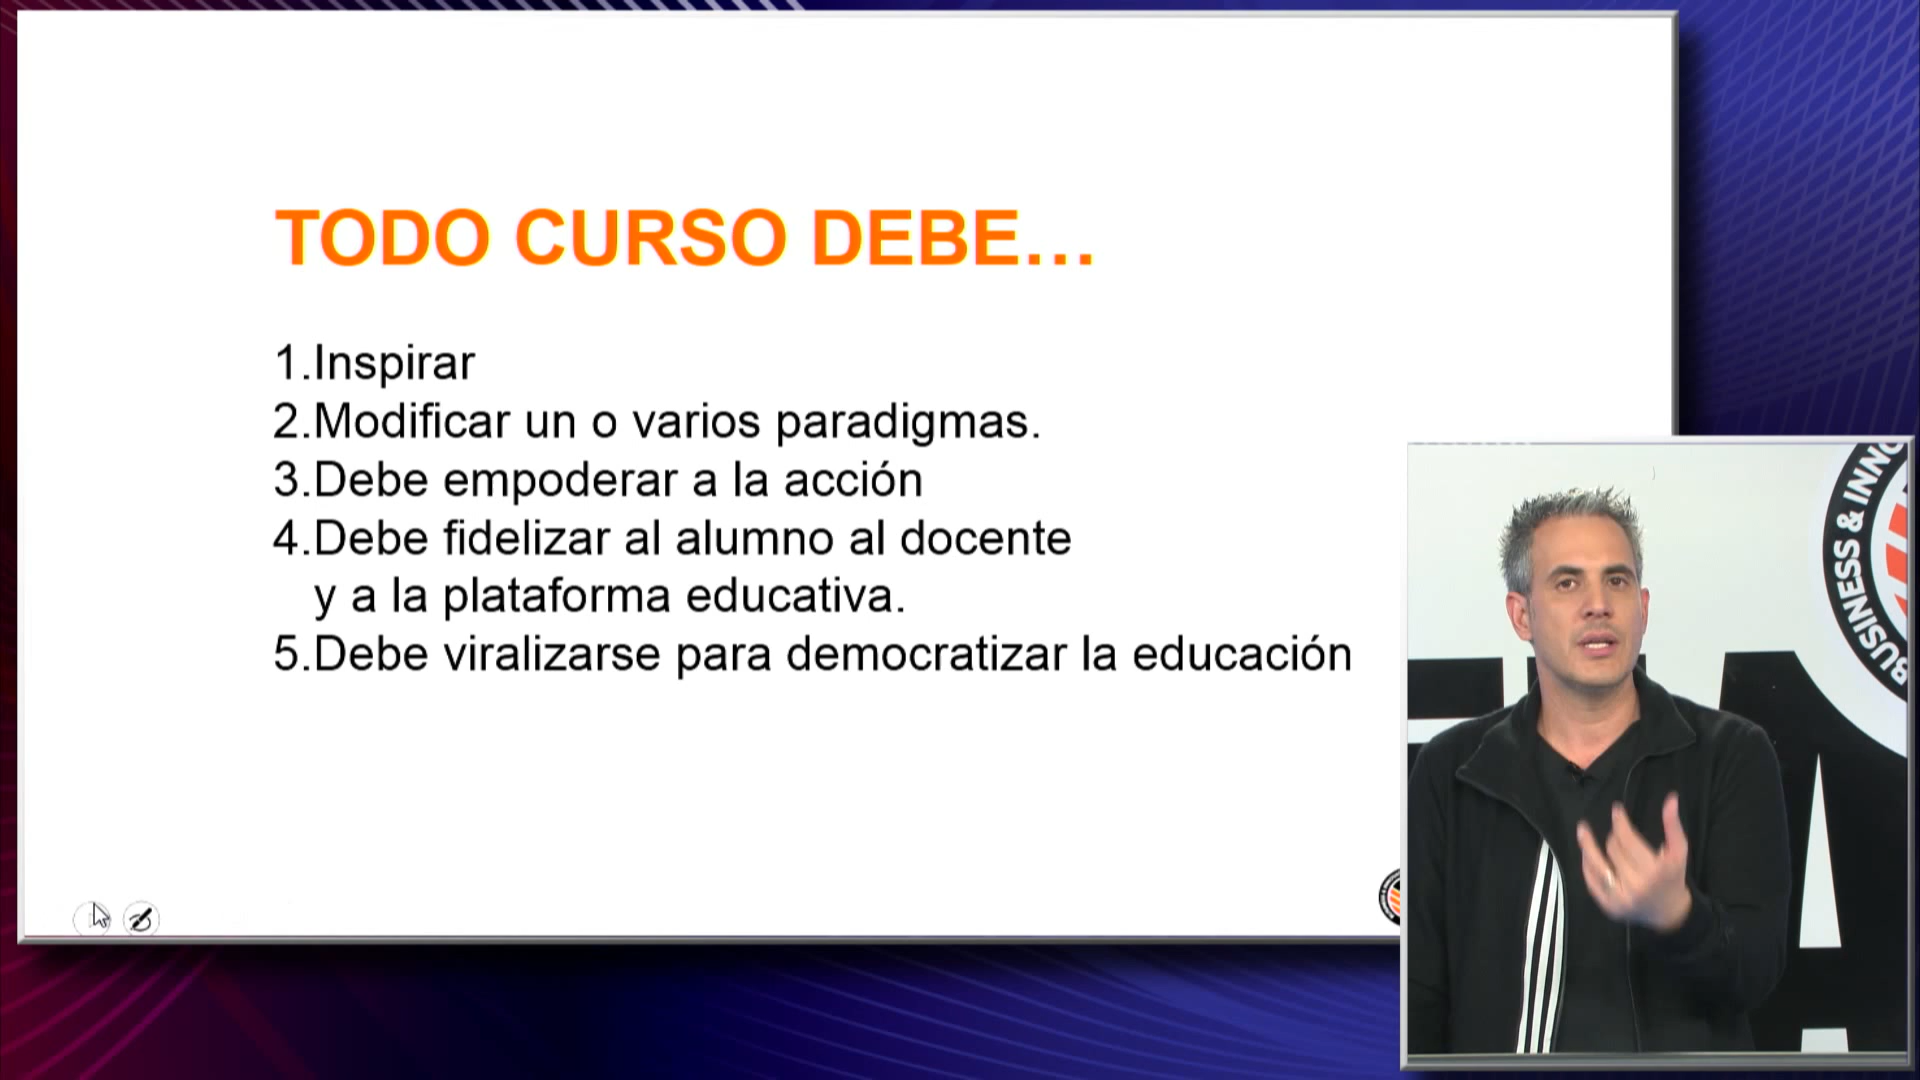 TODO CURSO DEBE...
1.Inspirar
2.Modificar un o varios paradigmas.
3.Debe empoderar a la acción
4.Debe fidelizar al alumno al docente
y a la plataforma educativa.
5.Debe viralizarse para democratizar la educación
BUSINESS & INNO